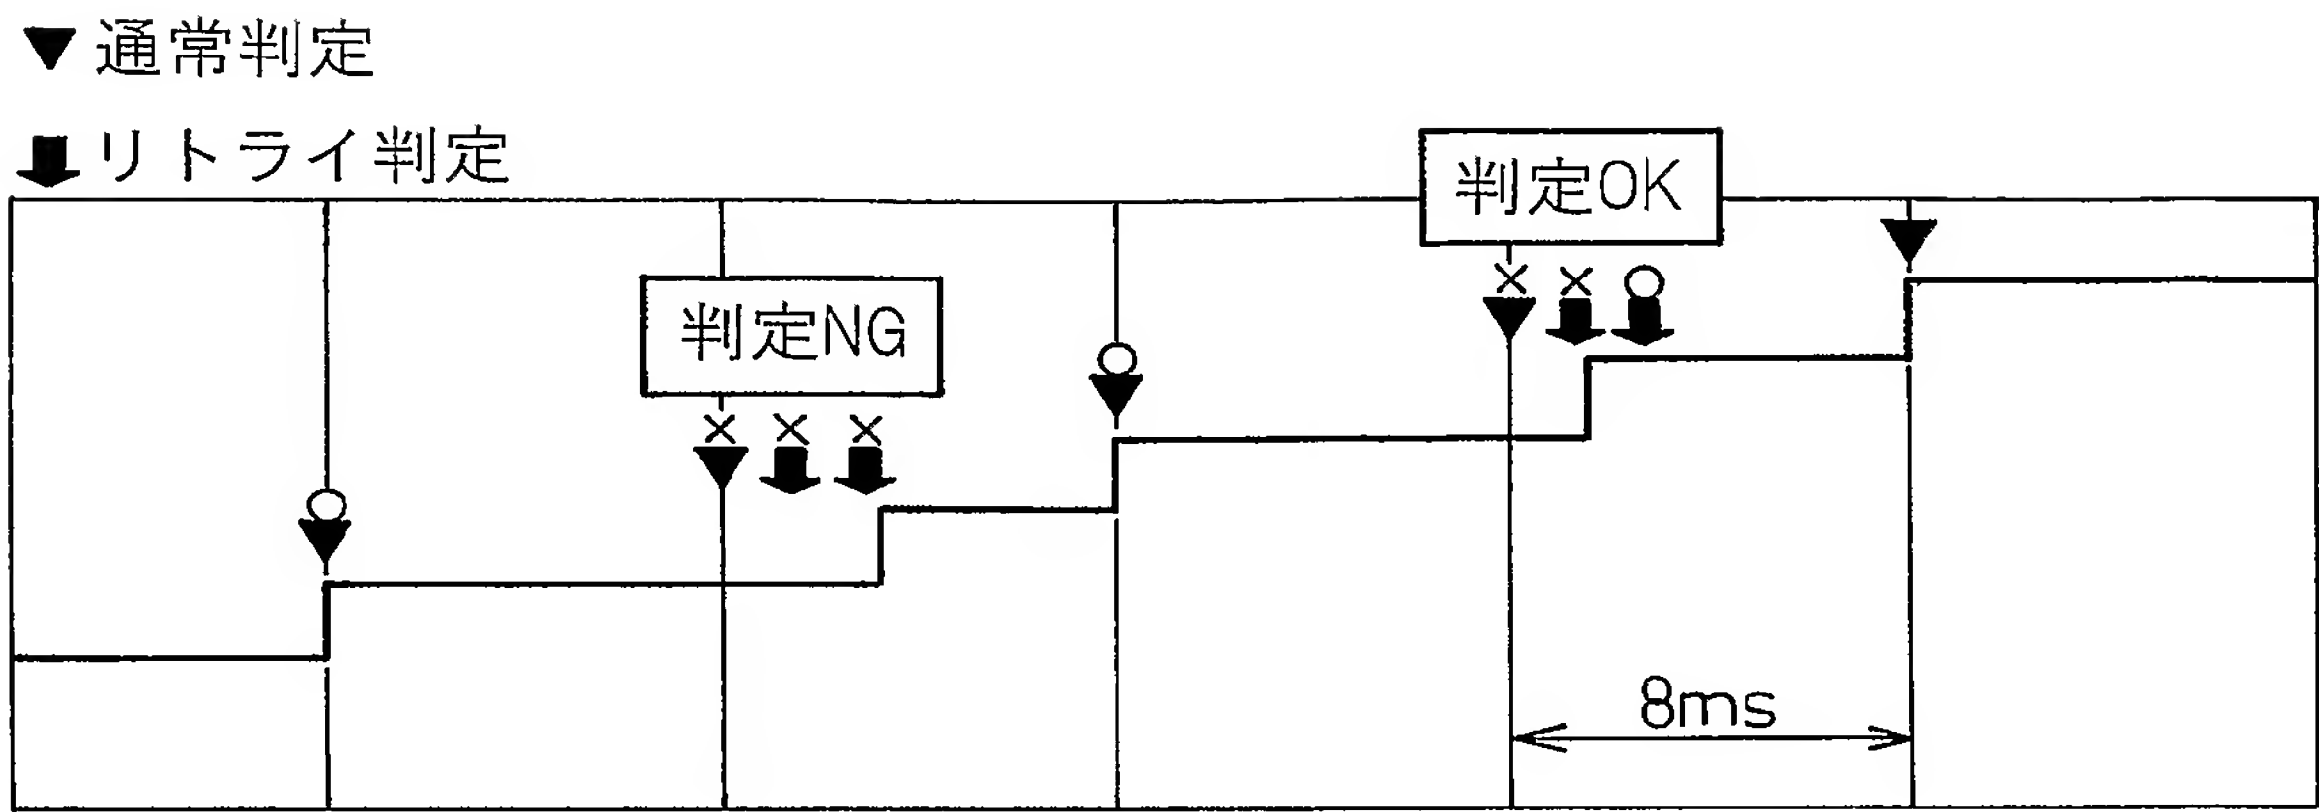 ▼通常判定
リトライ判定
判定OK
× × ○
判定NG
○
× × ×
○
8ms